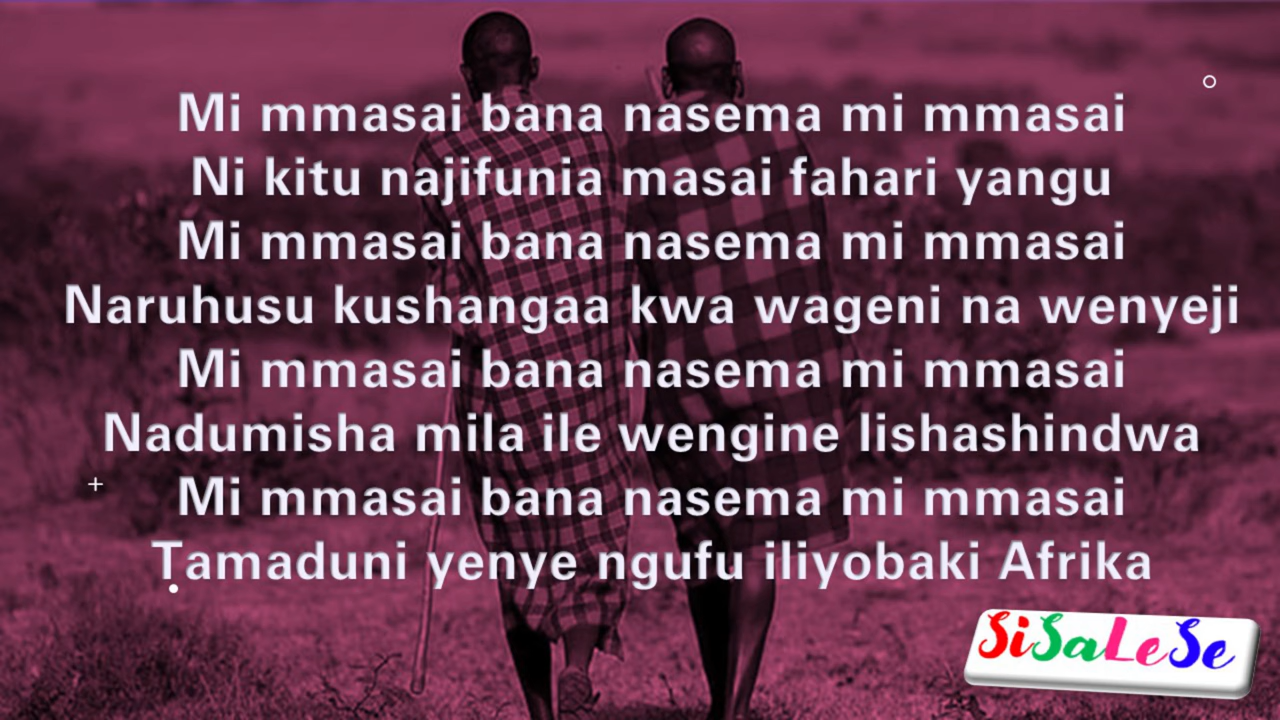 Mi mmasai bana nasema mi mmasai
Ni kitu najifunia masai fahari yangu
Mi mmasai bana nasema mi mmasai
Naruhusu kushangaa kwa wageni na wenyeji
Mi mmasai bana nasema mi mmasai
Nadumisha mila ile wengine lishashindwa
Mi mmasai bana nasema mi mmasai
Tamaduni yenye ngufu iliyobaki Afrika
SiSaLeSe